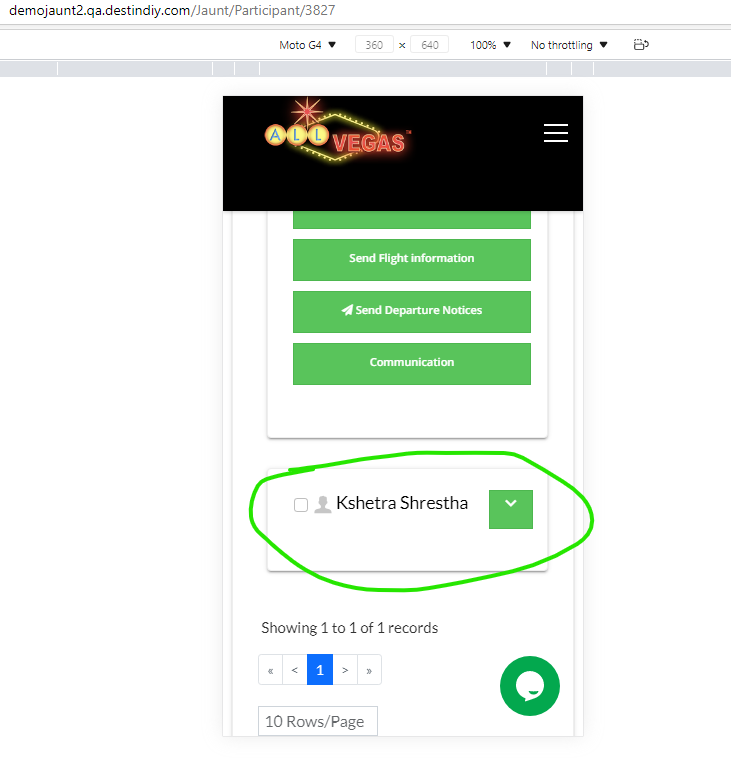 demojaunt2.qa.destindiy.com/Jaunt/Participant/3827
Moto G4 ▼ 360 x 640 100% ▼ No throttling ▼
ALL VEGAS
Send Flight information
Send Departure Notices
Communication
Kshetra Shrestha
Showing 1 to 1 of 1 records
« < 1 > »
10 Rows/Page